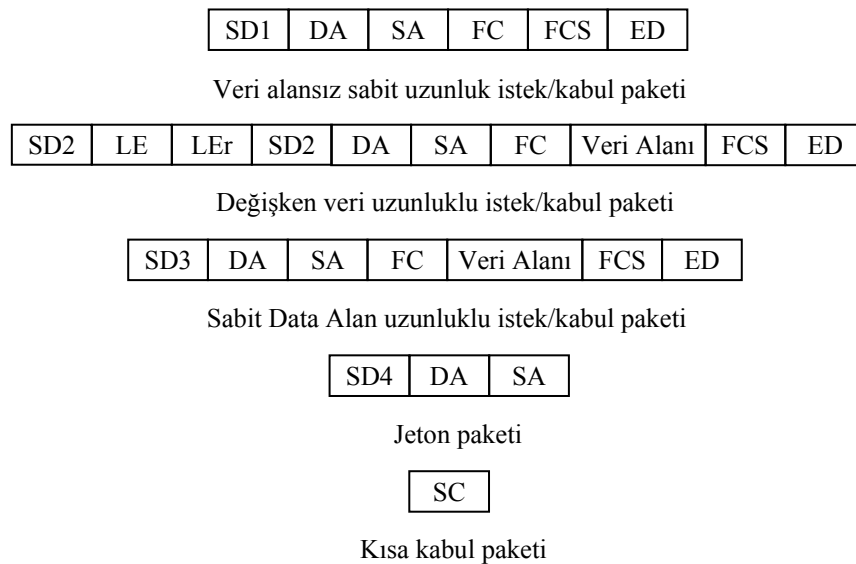 SD1 DA SA FC FCS ED
Veri alansız sabit uzunluk istek/kabul paketi
SD2 LE LEr SD2 DA SA FC Veri Alanı FCS ED
Değişken veri uzunluklu istek/kabul paketi
SD3 DA SA FC Veri Alanı FCS ED
Sabit Data Alan uzunluklu istek/kabul paketi
SD4 DA SA
Jeton paketi
SC
Kısa kabul paketi